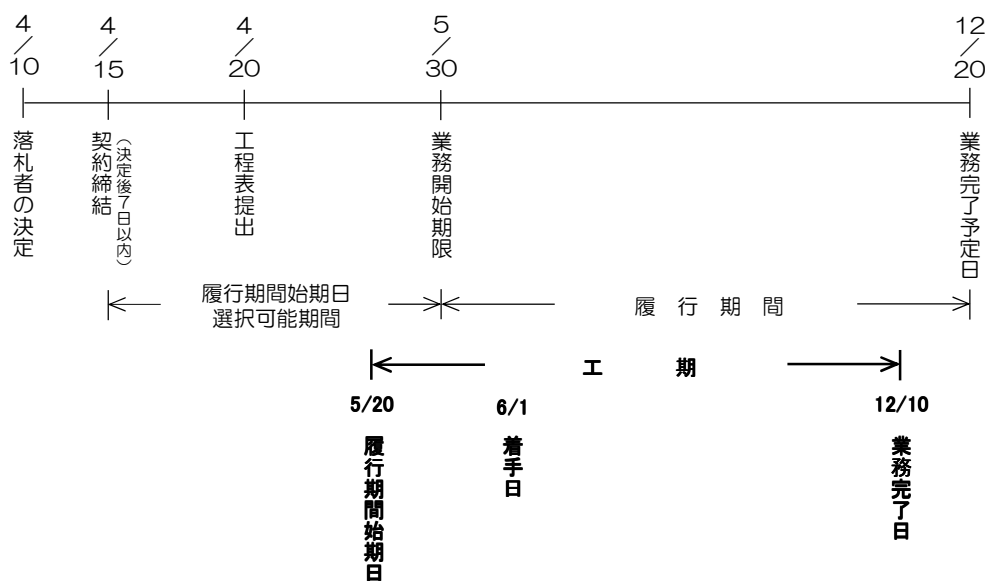 4/10
4/15
4/20
5/30
12/20
落札者の決定
契約締結
(決定後7日以内)
工程表提出
業務開始期限
業務完了予定日
履行期間始期日
選択可能期間
履行期間
工期
5/20
6/1
12/10
履行期間始期日
着手日
業務完了日